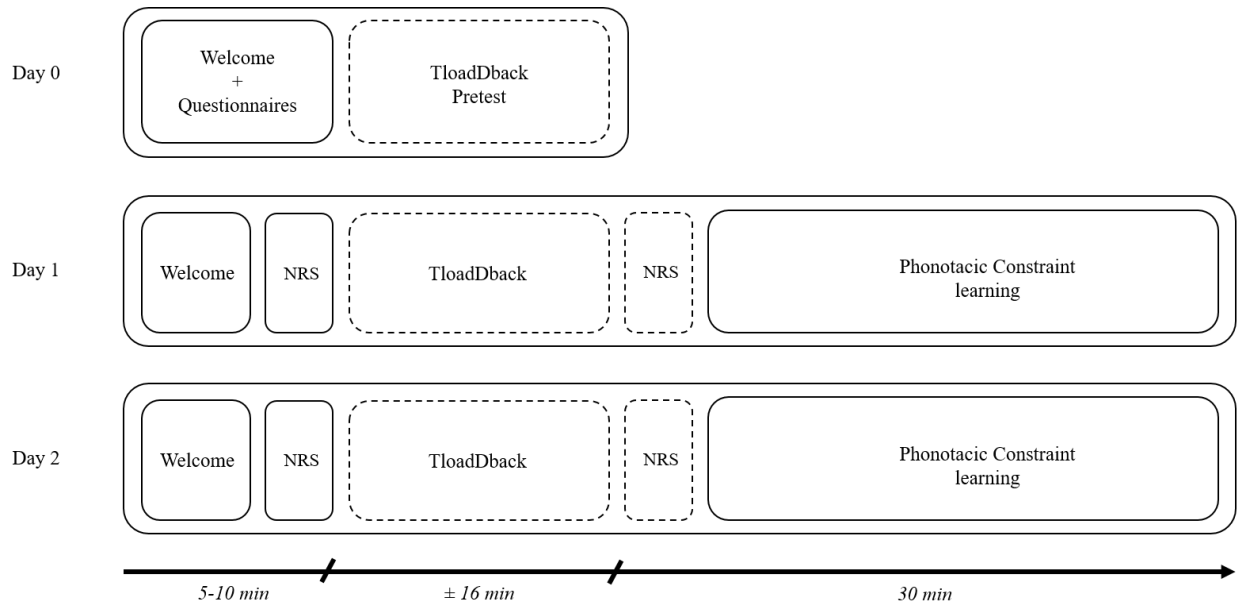 Day 0
Welcome
+
Questionnaires
TloadDback
Pretest
Day 1
Welcome
NRS
TloadDback
NRS
Phonotacic Constraint
learning
Day 2
Welcome
NRS
TloadDback
NRS
Phonotacic Constraint
learning
5-10 min
± 16 min
30 min